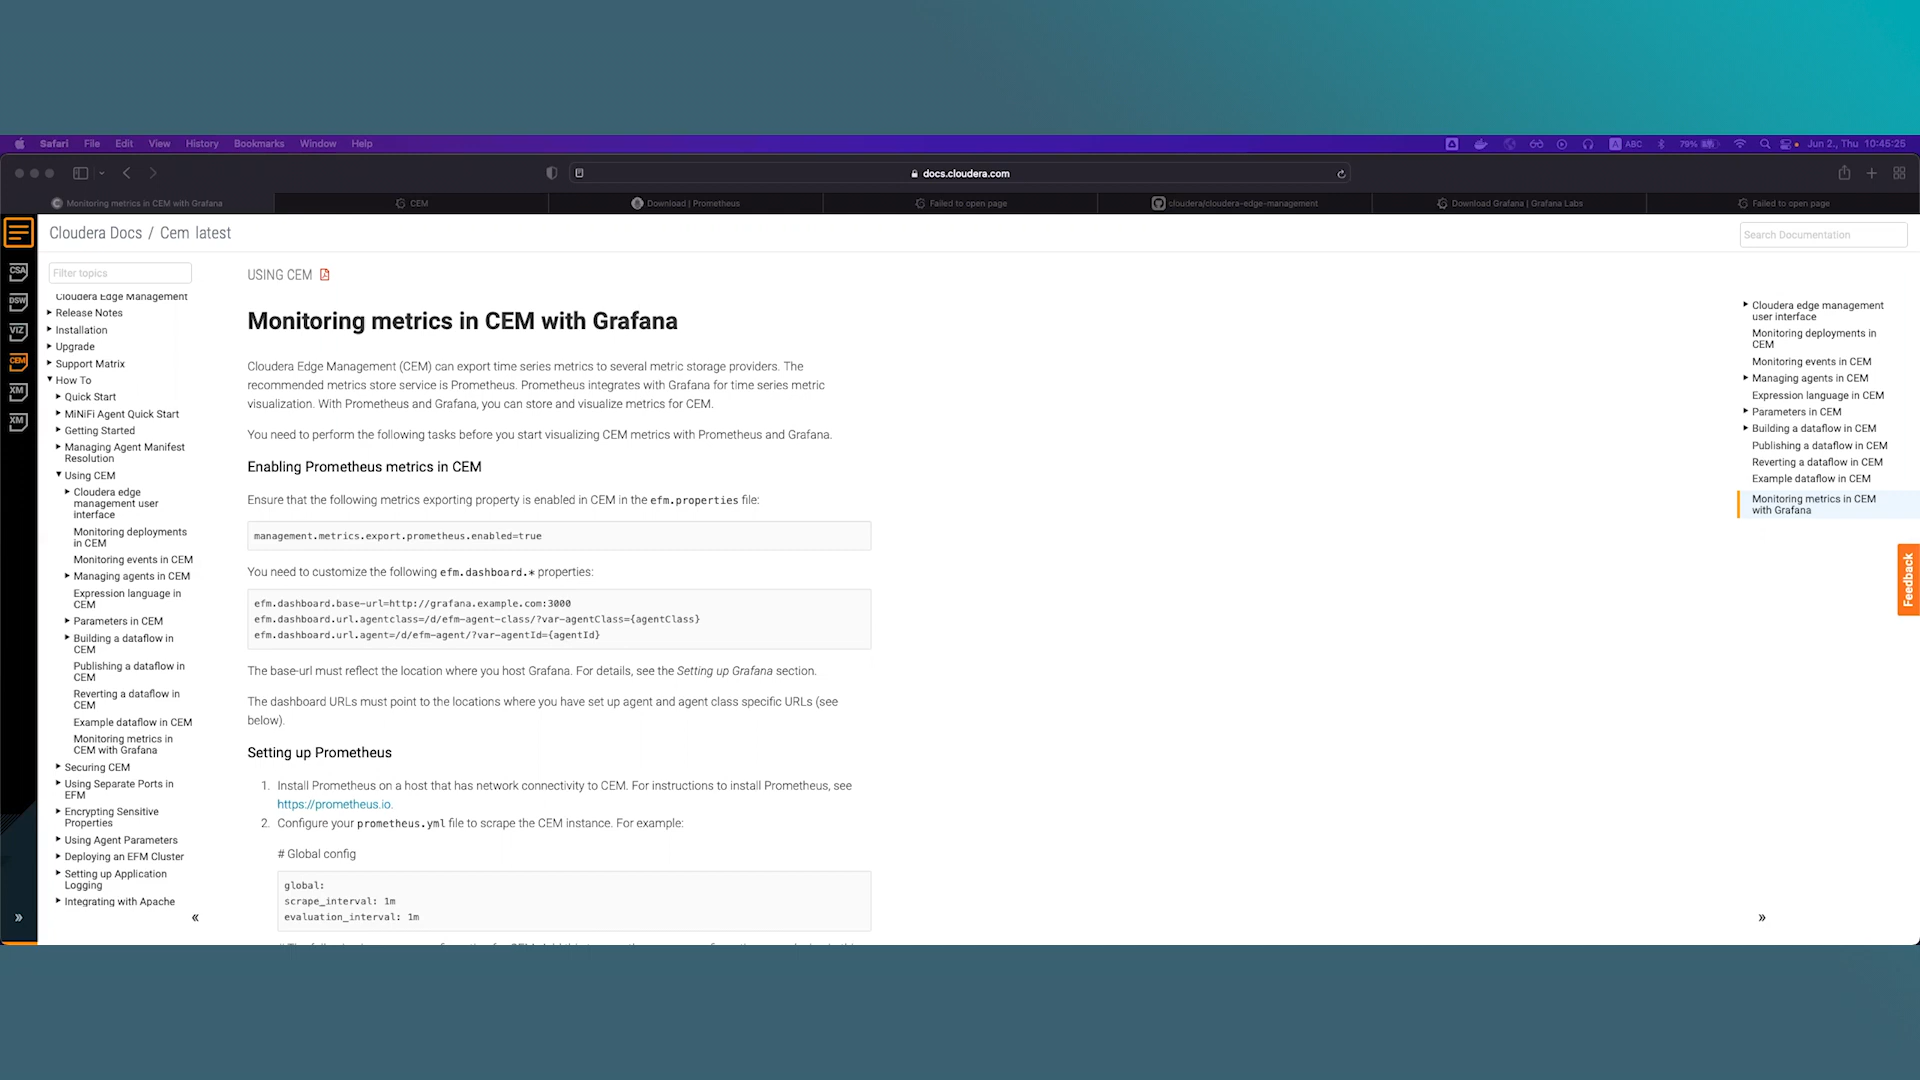 Safari File Edit View History Bookmarks Window Help
ABC 79% Jun 2., Thu 10:45:25
docs.cloudera.com
Monitoring metrics in CEM with Grafana
CEM
Download | Prometheus
Failed to open page
cloudera/cloudera-edge-management
Download Grafana | Grafana Labs
Failed to open page
Cloudera Docs / Cem latest
Search Documentation
CSA
DSW
VIZ
CEM
XM
XM
Filter topics
Cloudera Edge Management
Release Notes
Installation
Upgrade
Support Matrix
How To
Quick Start
MiNiFi Agent Quick Start
Getting Started
Managing Agent Manifest
Resolution
Using CEM
Cloudera edge
management user
interface
Monitoring deployments
in CEM
Monitoring events in CEM
Managing agents in CEM
Expression language in
CEM
Parameters in CEM
Building a dataflow in
CEM
Publishing a dataflow in
CEM
Reverting a dataflow in
CEM
Example dataflow in CEM
Monitoring metrics in
CEM with Grafana
Securing CEM
Using Separate Ports in
EFM
Encrypting Sensitive
Properties
Using Agent Parameters
Deploying an EFM Cluster
Setting up Application
Logging
Integrating with Apache
«
»
USING CEM
Monitoring metrics in CEM with Grafana
Cloudera Edge Management (CEM) can export time series metrics to several metric storage providers. The
recommended metrics store service is Prometheus. Prometheus integrates with Grafana for time series metric
visualization. With Prometheus and Grafana, you can store and visualize metrics for CEM.
You need to perform the following tasks before you start visualizing CEM metrics with Prometheus and Grafana.
Enabling Prometheus metrics in CEM
Ensure that the following metrics exporting property is enabled in CEM in the efm.properties file:
management.metrics.export.prometheus.enabled=true
You need to customize the following efm.dashboard.* properties:
efm.dashboard.base-url=http://grafana.example.com:3000
efm.dashboard.url.agentclass=/d/efm-agent-class/?var-agentClass={agentClass}
efm.dashboard.url.agent=/d/efm-agent/?var-agentId={agentId}
The base-url must reflect the location where you host Grafana. For details, see the Setting up Grafana section.
The dashboard URLs must point to the locations where you have set up agent and agent class specific URLs (see
below).
Setting up Prometheus
1. Install Prometheus on a host that has network connectivity to CEM. For instructions to install Prometheus, see
https://prometheus.io.
2. Configure your prometheus.yml file to scrape the CEM instance. For example:
# Global config
global:
scrape_interval: 1m
evaluation_interval: 1m
Cloudera edge management
user interface
Monitoring deployments in
CEM
Monitoring events in CEM
Managing agents in CEM
Expression language in CEM
Parameters in CEM
Building a dataflow in CEM
Publishing a dataflow in CEM
Reverting a dataflow in CEM
Example dataflow in CEM
Monitoring metrics in CEM
with Grafana
»
Feedback